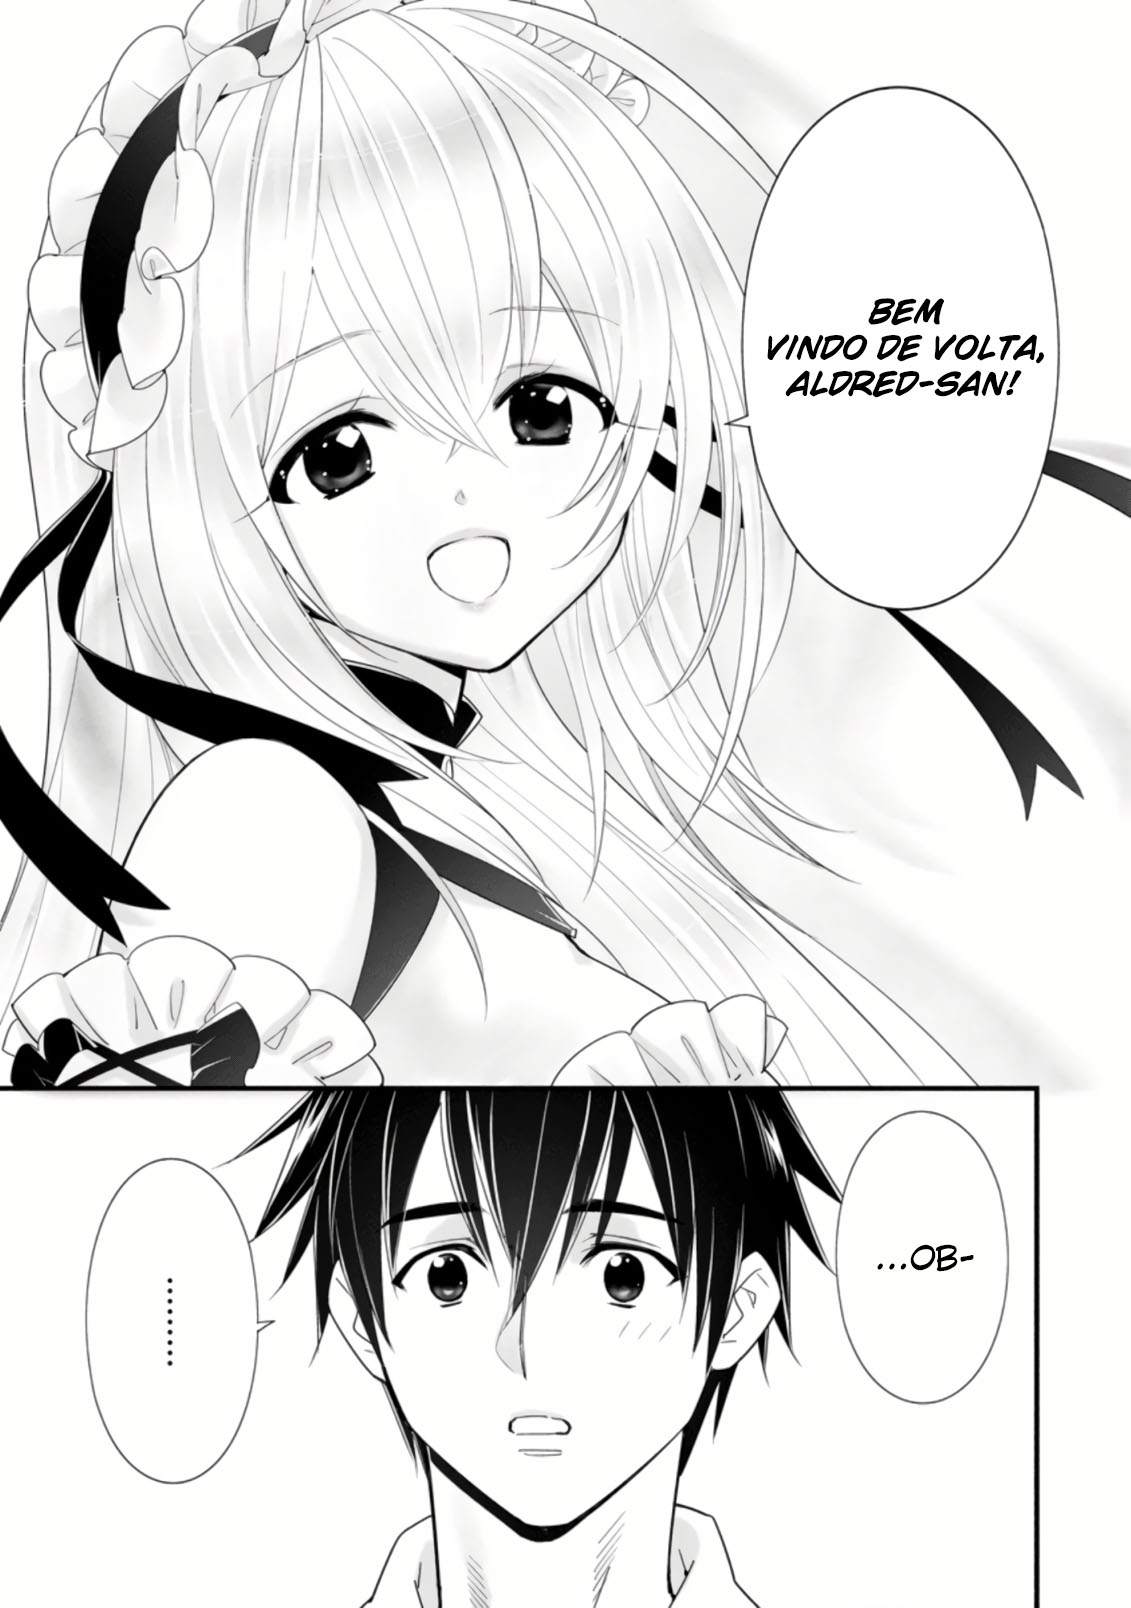 BEM
VINDO DE VOLTA,
ALDRED-SAN!
...OB-
.........